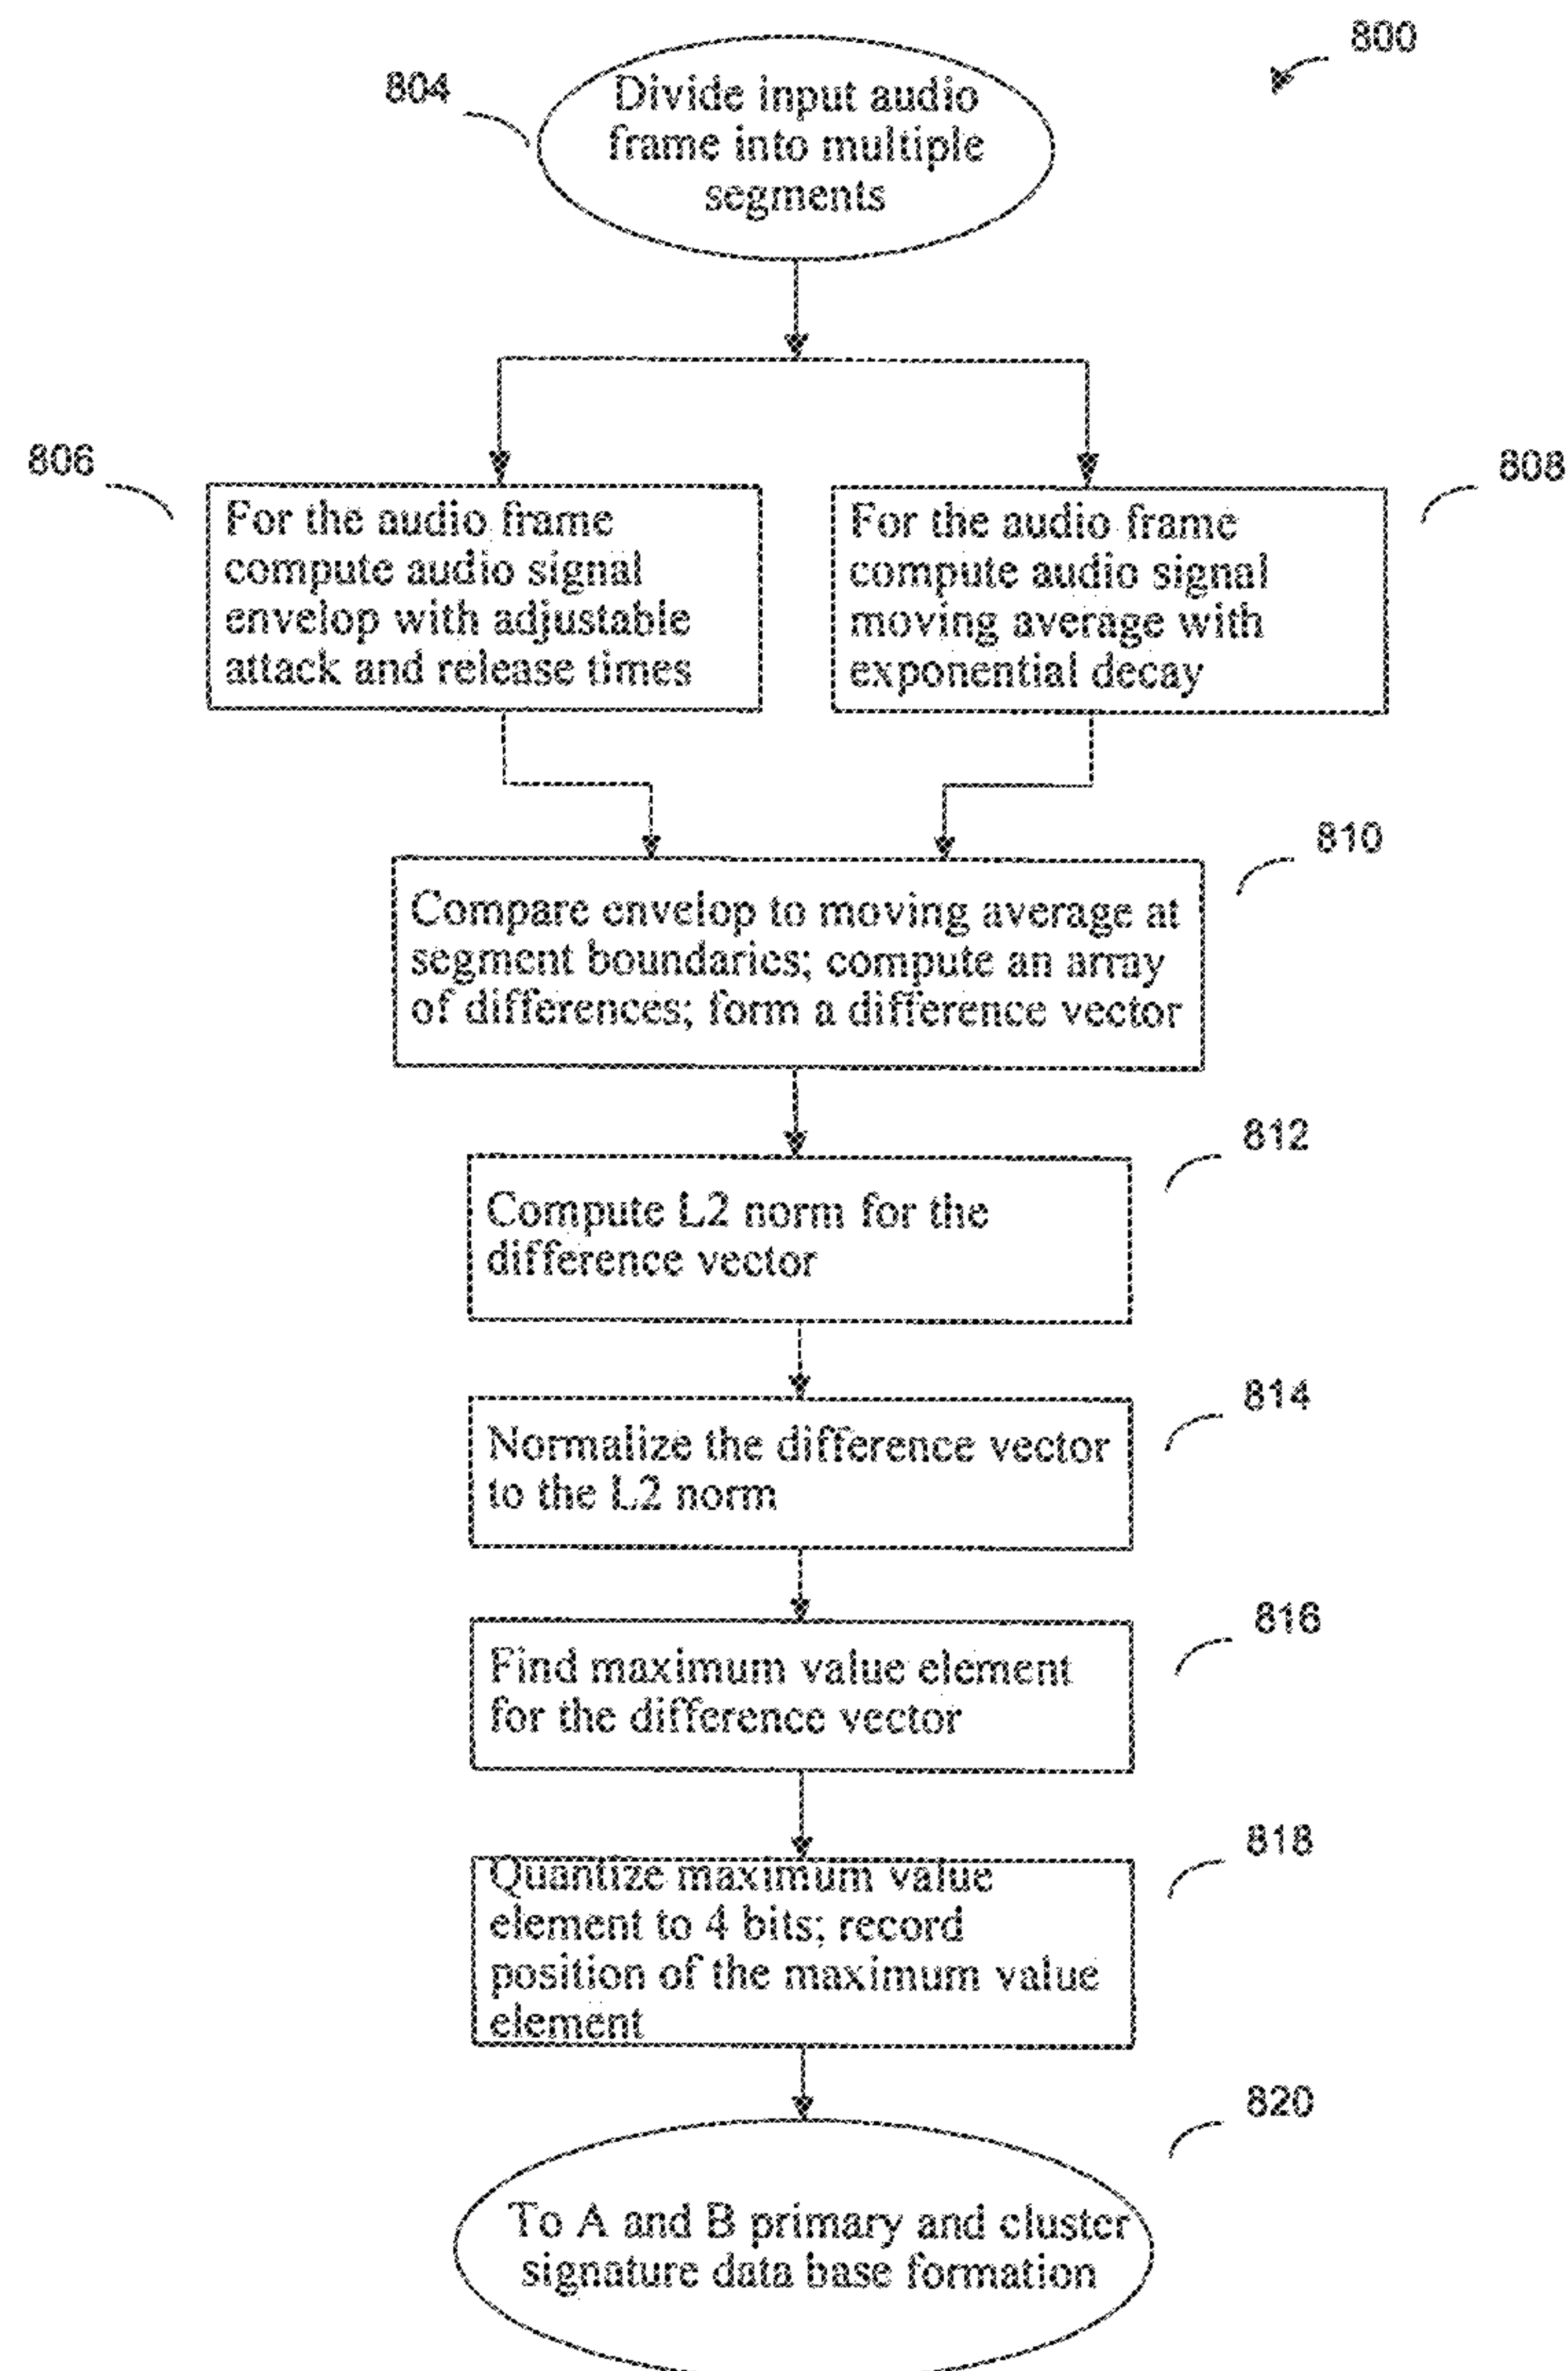 800
804
Divide input audio
frame into multiple
segments
806
For the audio frame
compute audio signal
envelop with adjustable
attack and release times
808
For the audio frame
compute audio signal
moving average with
exponential decay
810
Compare envelop to moving average at
segment boundaries; compute an array
of differences; form a difference vector
812
Compute L2 norm for the
difference vector
814
Normalize the difference vector
to the L2 norm
816
Find maximum value element
for the difference vector
818
Quantize maximum value
element to 4 bits; record
position of the maximum value
element
820
To A and B primary and cluster
signature data base formation